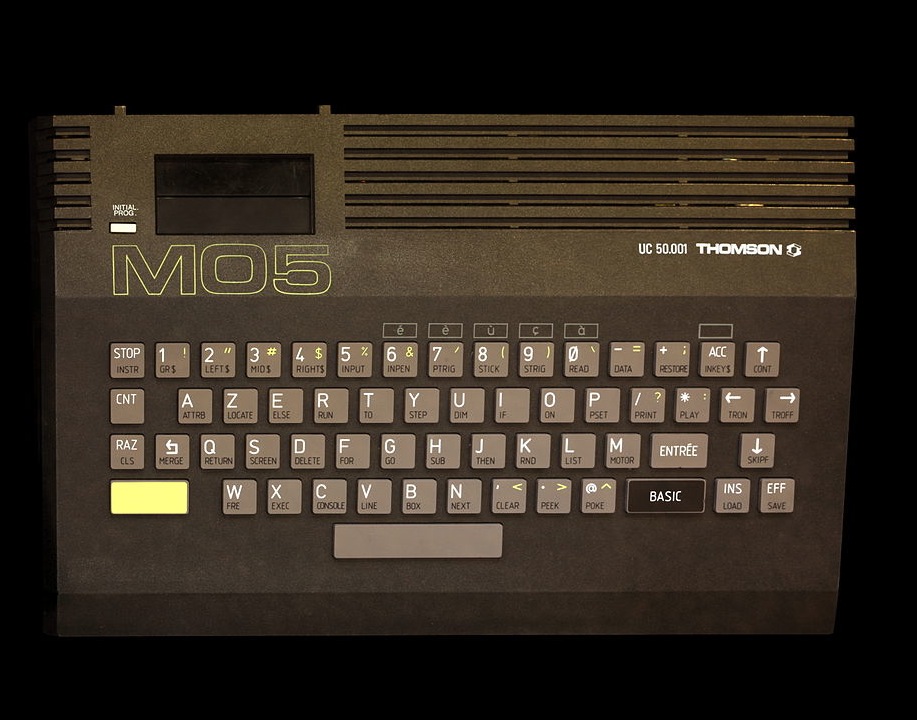 INITIAL.
PROG.
MO5
UC 50.001 THOMSON
é è ù ç à
STOP 1 ! 2 " 3 # 4 $ 5 % 6 & 7 ' 8 ( 9 ) 0 ` - = + ; ACC ↑
INSTR GR$ LEFT$ MID$ RIGHT$ INPUT INPEN PTRIG STICK STRIG READ DATA RESTORE INKEY$ CONT
CNT A Z E R T Y U I O P / ? * : ← →
ATTRB LOCATE ELSE RUN TO STEP DIM IF ON PSET PRINT PLAY TRON TROFF
RAZ Q S D F G H J K L M ENTRÉE ↓
CLS MERGE RETURN SCREEN DELETE FOR GO SUB THEN RND LIST MOTOR SKIPF
W X C V B N , < . > @ ^ BASIC INS EFF
FRE EXEC CONSOLE LINE BOX NEXT CLEAR PEEK POKE LOAD SAVE